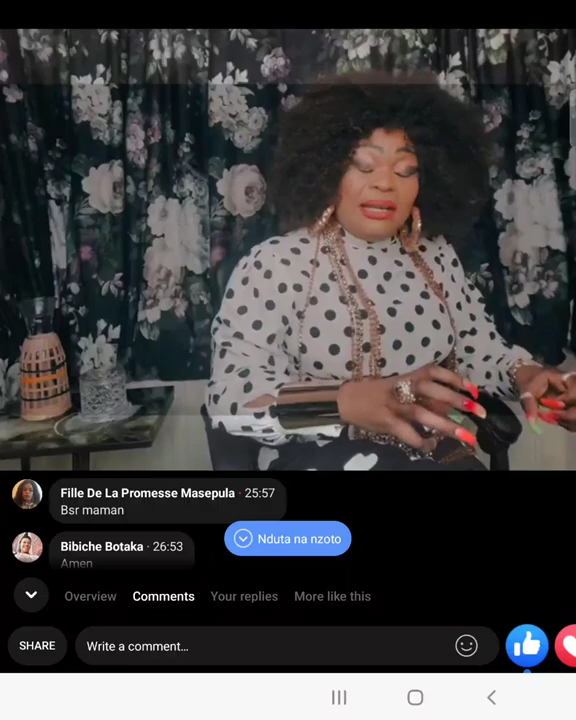 Fille De La Promesse Masepula · 25:57
Bsr maman
Bibiche Botaka · 26:53
Amen
Nduta na nzoto
Overview Comments Your replies More like this
SHARE Write a comment...